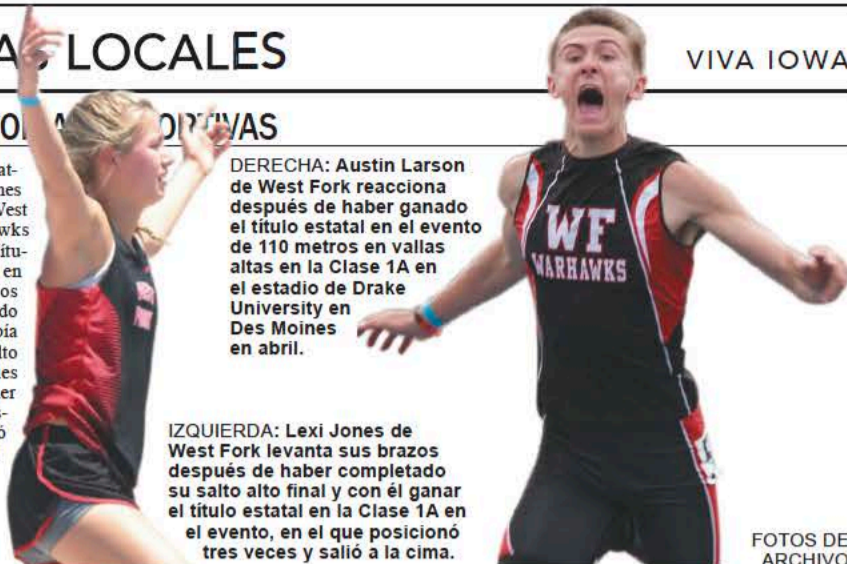 LOCALES
VIVA IOWA
DERECHA: Austin Larson
de West Fork reacciona
después de haber ganado
el título estatal en el evento
de 110 metros en vallas
altas en la Clase 1A en
el estadio de Drake
University en
Des Moines
en abril.
WF
WARHAWKS
IZQUIERDA: Lexi Jones de
West Fork levanta sus brazos
después de haber completado
su salto alto final y con él ganar
el título estatal en la Clase 1A en
el evento, en el que posicionó
tres veces y salió a la cima.
FOTOS DE
ARCHIVO